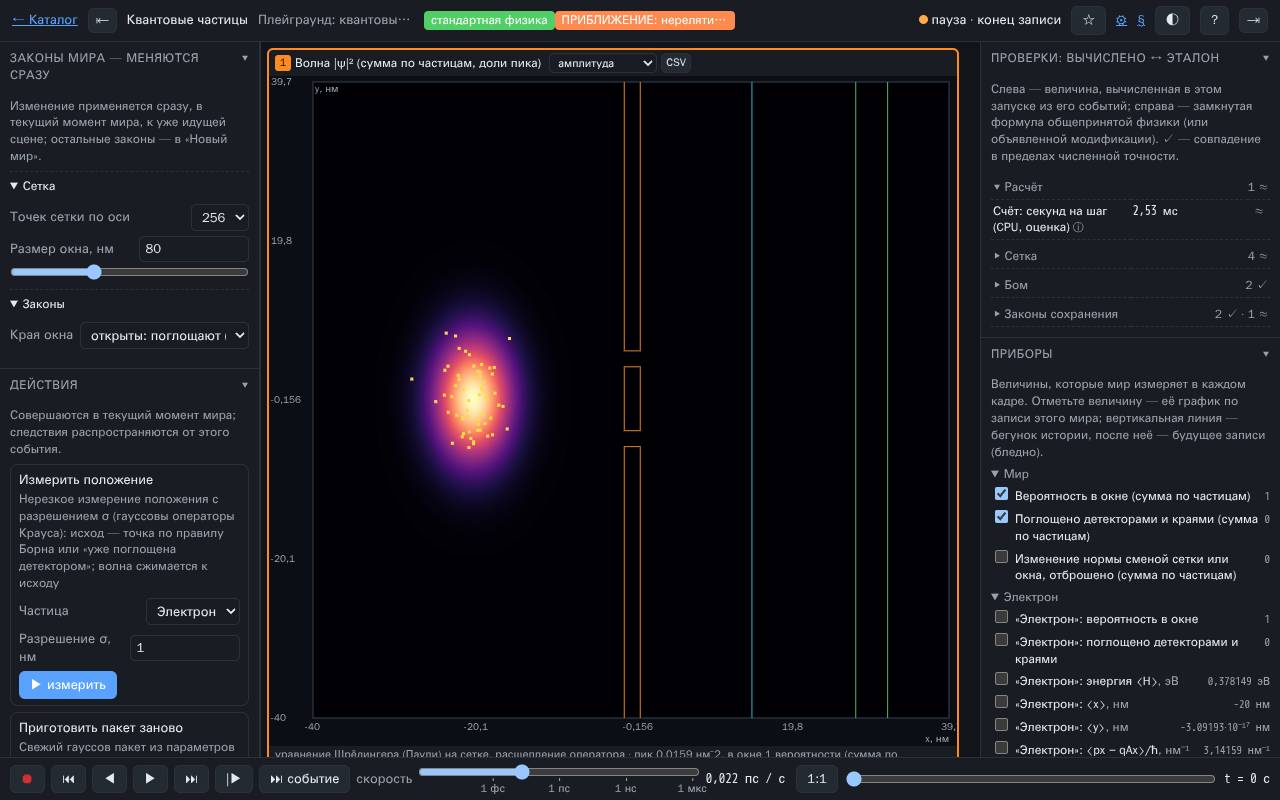 ← Каталог
Квантовые частицы
Плейграунд: квантовы···
стандартная физика
ПРИБЛИЖЕНИЕ: нереляти···
пауза · конец записи
?
ЗАКОНЫ МИРА — МЕНЯЮТСЯ
СРАЗУ
Изменение применяется сразу, в
текущий момент мира, к уже идущей
сцене; остальные законы — в «Новый
мир».
Сетка
Точек сетки по оси
256
Размер окна, нм
80
Законы
Края окна
открыты: поглощают (
ДЕЙСТВИЯ
Совершаются в текущий момент мира;
следствия распространяются от этого
события.
Измерить положение
Нерезкое измерение положения с
разрешением σ (гауссовы операторы
Крауса): исход — точка по правилу
Борна или «уже поглощена
детектором»; волна сжимается к
исходу
Частица
Электрон
Разрешение σ,
нм
1
▶ измерить
Приготовить пакет заново
Свежий гауссов пакет из параметров
1
Волна |ψ|² (сумма по частицам, доли пика)
амплитуда
CSV
39,7
y, нм
19,8
-0,156
-20,1
-40
-40
-20,1
-0,156
19,8
39,
x, нм
уравнение Шрёдингера (Паули) на сетке, расщепление оператора · пик 0,0159 нм⁻2, в окне 1 вероятности (сумма по
ПРОВЕРКИ: ВЫЧИСЛЕНО ↔ ЭТАЛОН
Слева — величина, вычисленная в этом
запуске из его событий; справа — замкнутая
формула общепринятой физики (или
объявленной модификации). ✓ — совпадение
в пределах численной точности.
Расчёт
1 ≈
Счёт: секунд на шаг
(CPU, оценка) ⓘ
2,53 мс
≈
Сетка
4 ≈
Бом
2 ✓
Законы сохранения
2 ✓ · 1 ≈
ПРИБОРЫ
Величины, которые мир измеряет в каждом
кадре. Отметьте величину — её график по
записи этого мира; вертикальная линия —
бегунок истории, после неё — будущее записи
(бледно).
Мир
Вероятность в окне (сумма по частицам)
1
Поглощено детекторами и краями (сумма
по частицам)
0
Изменение нормы сменой сетки или
окна, отброшено (сумма по частицам)
0
Электрон
«Электрон»: вероятность в окне
1
«Электрон»: поглощено детекторами и
краями
0
«Электрон»: энергия ⟨H⟩, эВ
0,378149 эВ
«Электрон»: ⟨x⟩, нм
-20 нм
«Электрон»: ⟨y⟩, нм
-3.09193·10⁻¹⁷ нм
«Электрон»: ⟨px − qAx⟩/ħ, нм⁻¹
3,14159 нм⁻¹
⏭ событие
скорость
1 фс
1 пс
1 нс
1 мкс
0,022 пс / с
1:1
t = 0 с